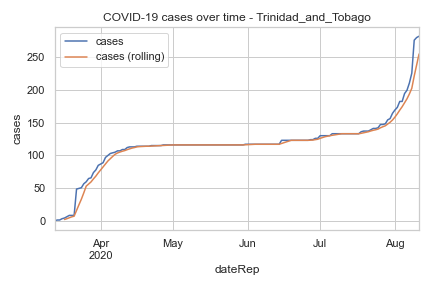 COVID-19 cases over time - Trinidad_and_Tobago
cases
cases (rolling)
250
200
150
100
50
0
cases
Apr
2020
May
Jun
Jul
Aug
dateRep